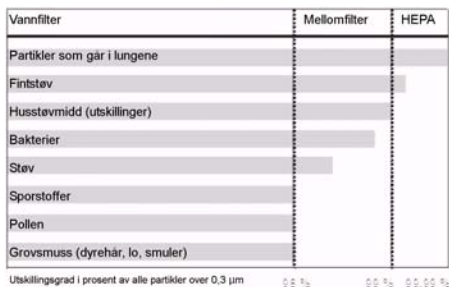 Vannfilter Mellomfilter HEPA
Partikler som går i lungene
Fintstøv
Husstøvmidd (utskillinger)
Bakterier
Støv
Sporstoffer
Pollen
Grovsmuss (dyrehår, lo, smuler)
Utskillingsgrad i prosent av alle partikler over 0,3 µm